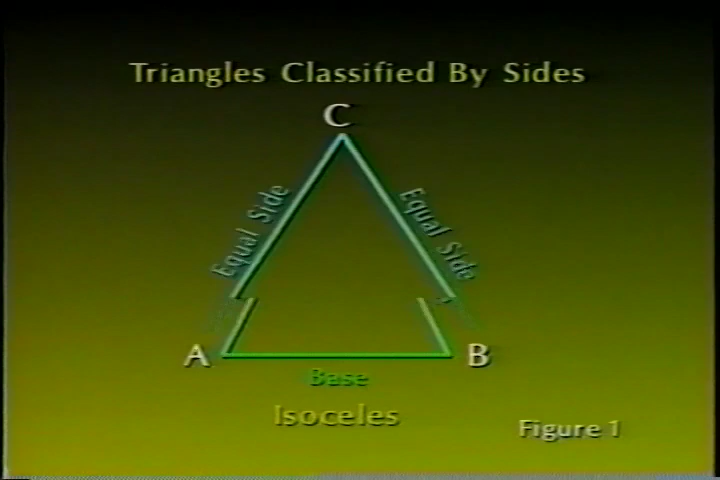 Triangles Classified By Sides
C
Equal Side
Equal Side
A
B
Base
Isoceles
Figure 1